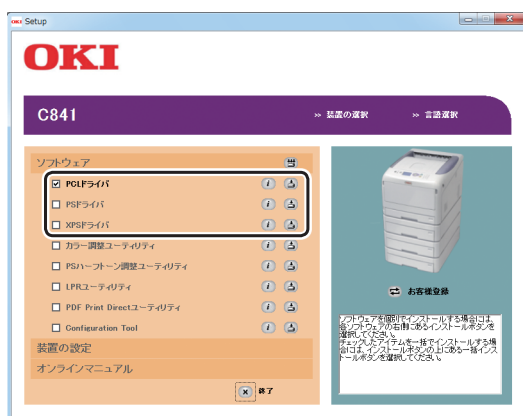 OKI Setup
OKI
C841
>> 装置の選択 >> 言語選択
ソフトウェア
PCLドライバ
PSドライバ
XPSドライバ
カラー調整ユーティリティ
PSハーフトーン調整ユーティリティ
LPRユーティリティ
PDF Print Directユーティリティ
Configuration Tool
装置の設定
オンラインマニュアル
終了
お客様登録
ソフトウェアを個別でインストールする場合には、
各ソフトウェアの右側にあるインストールボタンを
選択してください。
チェックしたアイテムを一括でインストールする場
合には、インストールボタンの上にある一括インス
トールボタンを選択してください。